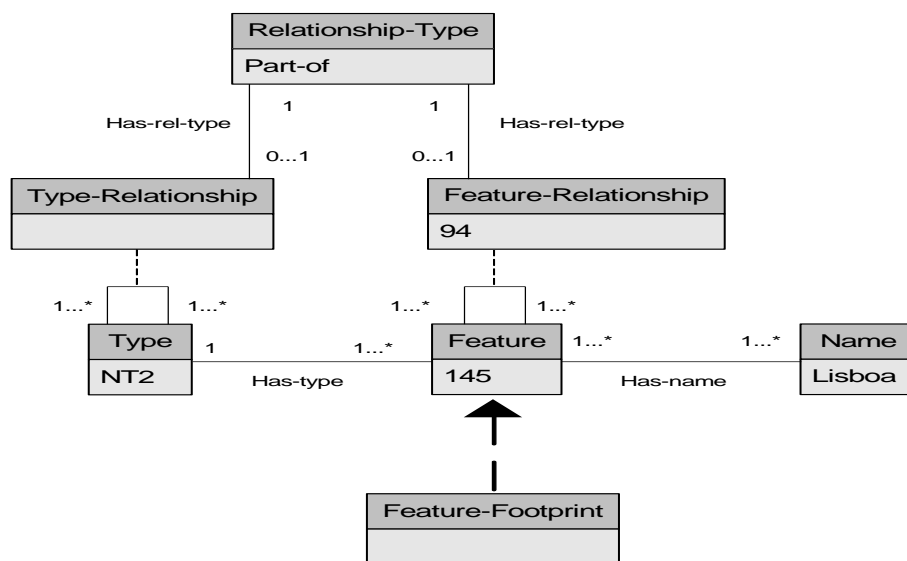 Relationship-Type
Part-of
1 1
Has-rel-type Has-rel-type
0...1 0...1
Type-Relationship Feature-Relationship
94
1...* 1...* 1...* 1...*
Type 1 1...* Feature 1...* 1...* Name
NT2 Has-type 145 Has-name Lisboa
Feature-Footprint